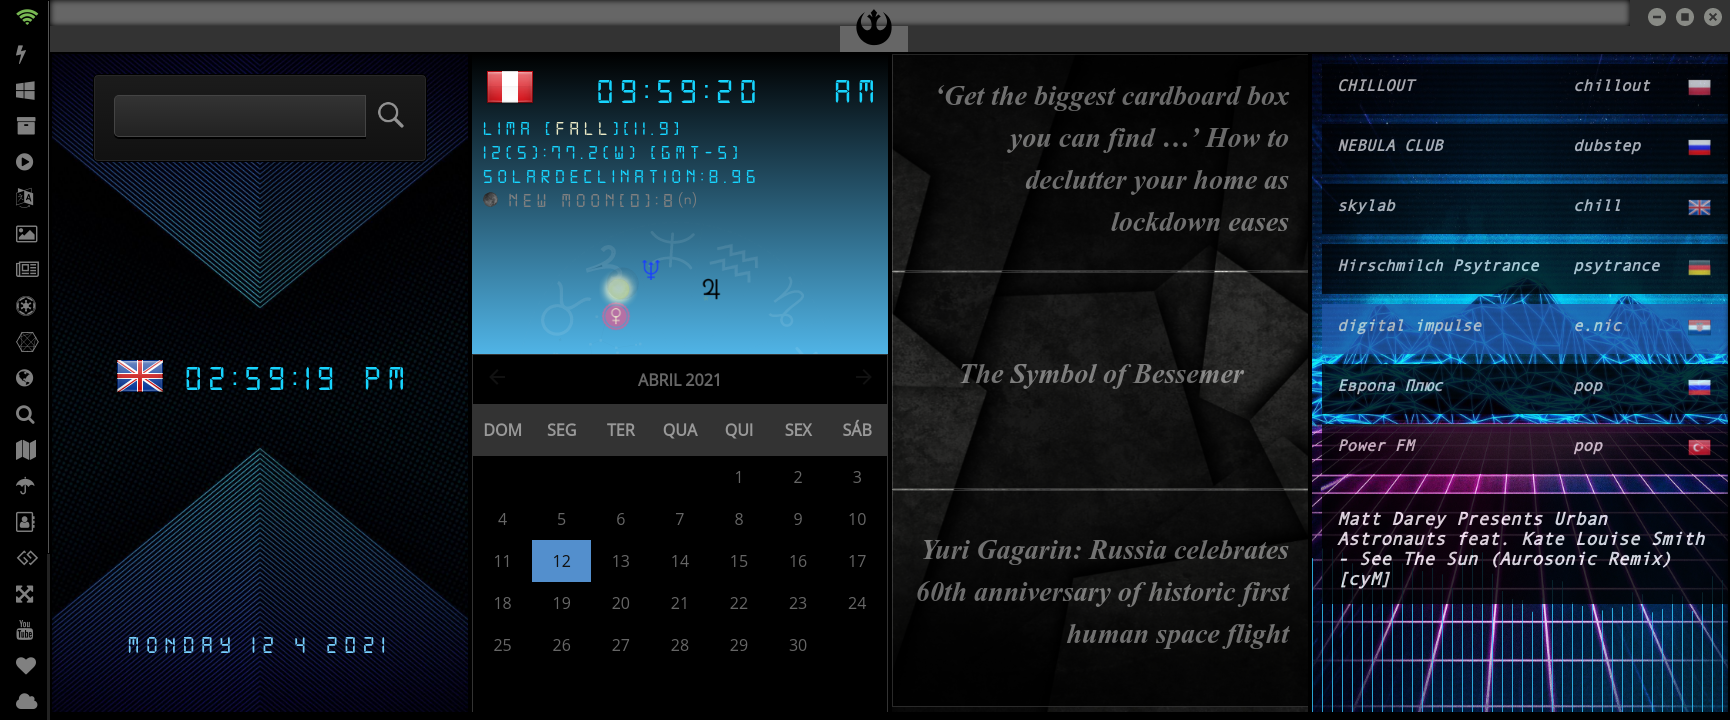 02:59:19 PM
MONDAY 12 4 2021
09:59:20 AM
LIMA [FALL][11.9]
12(S):77.2(W) [GMT-5]
SOLARDECLINATION:8.96
NEW MOON[0]:8(n)
ABRIL 2021
DOM SEG TER QUA QUI SEX SÁB
1 2 3
4 5 6 7 8 9 10
11 12 13 14 15 16 17
18 19 20 21 22 23 24
25 26 27 28 29 30
‘Get the biggest cardboard box
you can find …’ How to
declutter your home as
lockdown eases
The Symbol of Bessemer
Yuri Gagarin: Russia celebrates
60th anniversary of historic first
human space flight
CHILLOUT chillout
NEBULA CLUB dubstep
skylab chill
Hirschmilch Psytrance psytrance
digital impulse e.nic
Европа Плюс pop
Power FM pop
Matt Darey Presents Urban
Astronauts feat. Kate Louise Smith
- See The Sun (Aurosonic Remix)
[cyM]
You
Tube